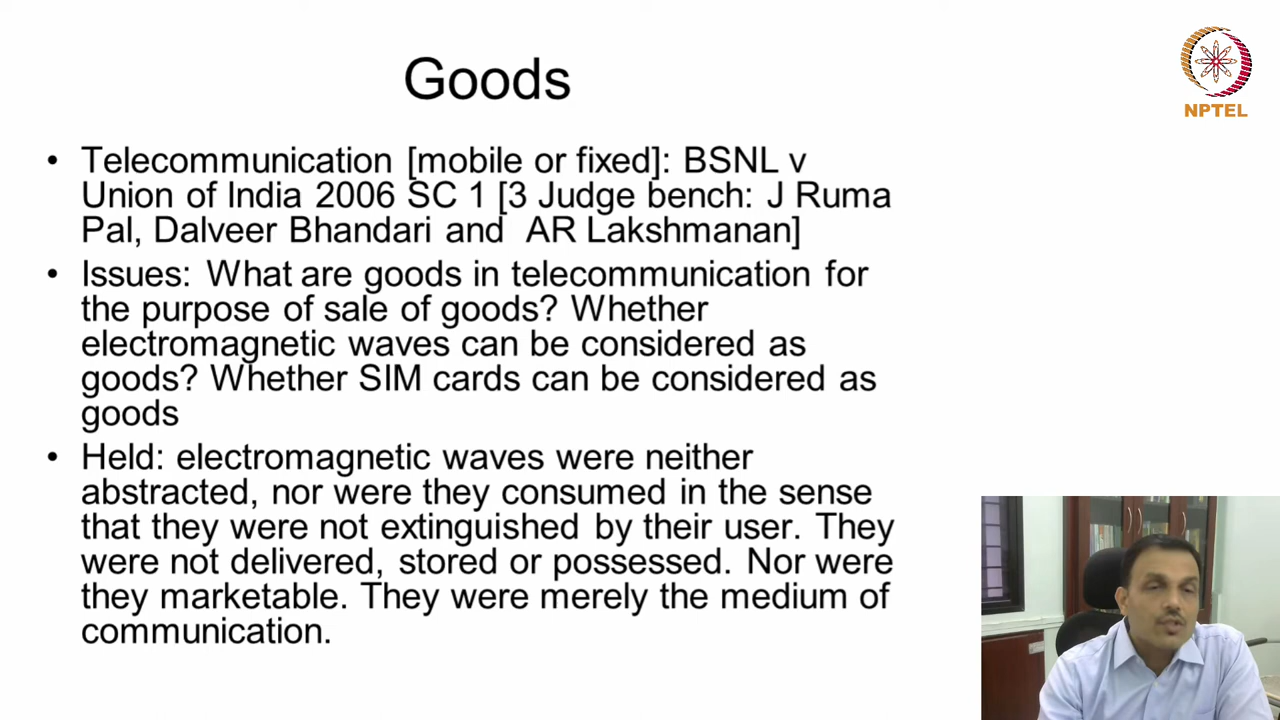 Goods
NPTEL
• Telecommunication [mobile or fixed]: BSNL v
Union of India 2006 SC 1 [3 Judge bench: J Ruma
Pal, Dalveer Bhandari and AR Lakshmanan]
• Issues: What are goods in telecommunication for
the purpose of sale of goods? Whether
electromagnetic waves can be considered as
goods? Whether SIM cards can be considered as
goods
• Held: electromagnetic waves were neither
abstracted, nor were they consumed in the sense
that they were not extinguished by their user. They
were not delivered, stored or possessed. Nor were
they marketable. They were merely the medium of
communication.